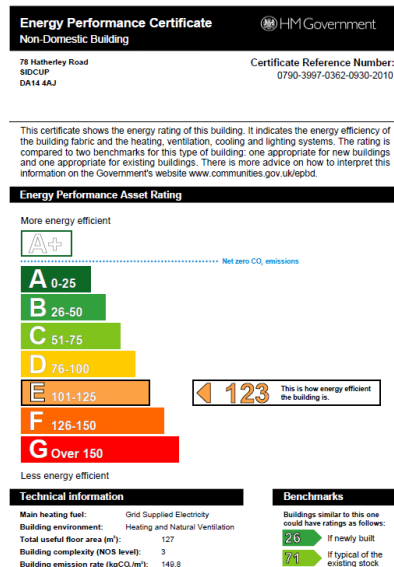 Energy Performance Certificate
Non-Domestic Building
HM Government
78 Hatherley Road
SIDCUP
DA14 4AJ
Certificate Reference Number:
0790-3997-0362-0930-2010
This certificate shows the energy rating of this building. It indicates the energy efficiency of
the building fabric and the heating, ventilation, cooling and lighting systems. The rating is
compared to two benchmarks for this type of building: one appropriate for new buildings
and one appropriate for existing buildings. There is more advice on how to interpret this
information on the Government's website www.communities.gov.uk/epbd.
Energy Performance Asset Rating
More energy efficient
A+
Net zero CO₂ emissions
A 0-25
B 26-50
C 51-75
D 76-100
E 101-125
123
This is how energy efficient
the building is.
F 126-150
G Over 150
Less energy efficient
Technical information
Main heating fuel: Grid Supplied Electricity
Building environment: Heating and Natural Ventilation
Total useful floor area (m²): 127
Building complexity (NOS level): 3
Building emission rate (kgCO₂/m²): 149.8
Benchmarks
Buildings similar to this one
could have ratings as follows:
26 If newly built
71 If typical of the
existing stock